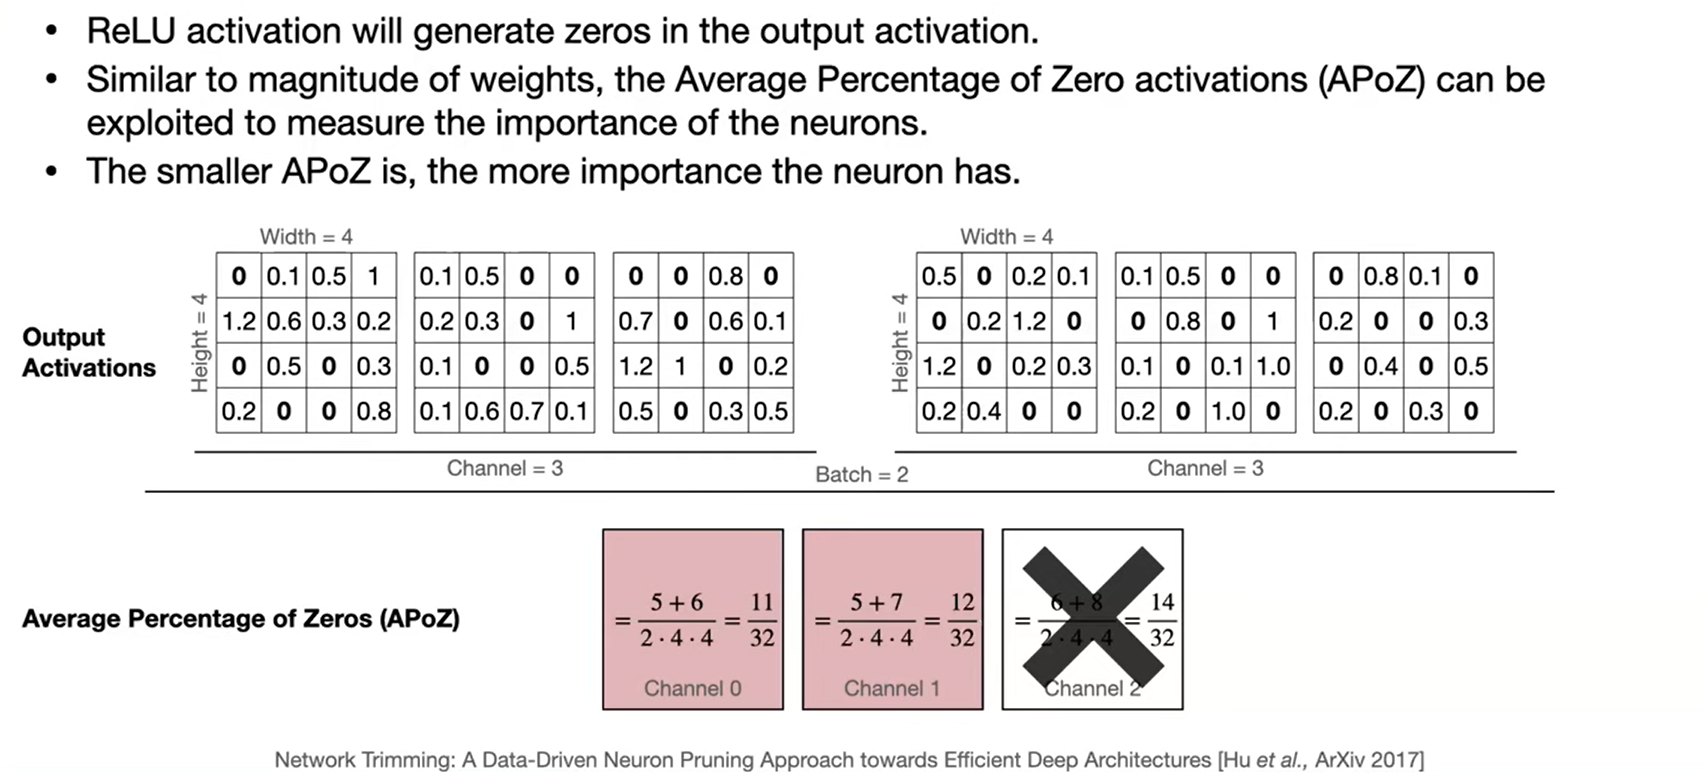 • ReLU activation will generate zeros in the output activation.
• Similar to magnitude of weights, the Average Percentage of Zero activations (APoZ) can be
exploited to measure the importance of the neurons.
• The smaller APoZ is, the more importance the neuron has.
Width = 4
Width = 4
Output
Activations
Height = 4
0 0.1 0.5 1
1.2 0.6 0.3 0.2
0 0.5 0 0.3
0.2 0 0 0.8
0.1 0.5 0 0
0.2 0.3 0 1
0.1 0 0 0.5
0.1 0.6 0.7 0.1
0 0 0.8 0
0.7 0 0.6 0.1
1.2 1 0 0.2
0.5 0 0.3 0.5
Height = 4
0.5 0 0.2 0.1
0 0.2 1.2 0
1.2 0 0.2 0.3
0.2 0.4 0 0
0.1 0.5 0 0
0 0.8 0 1
0.1 0 0.1 1.0
0.2 0 1.0 0
0 0.8 0.1 0
0.2 0 0 0.3
0 0.4 0 0.5
0.2 0 0.3 0
Channel = 3
Batch = 2
Channel = 3
Average Percentage of Zeros (APoZ)
= 5 + 6 / 2 · 4 · 4 = 11 / 32
Channel 0
= 5 + 7 / 2 · 4 · 4 = 12 / 32
Channel 1
= 6 + 8 / 2 · 4 · 4 = 14 / 32
Channel 2
Network Trimming: A Data-Driven Neuron Pruning Approach towards Efficient Deep Architectures [Hu et al., ArXiv 2017]